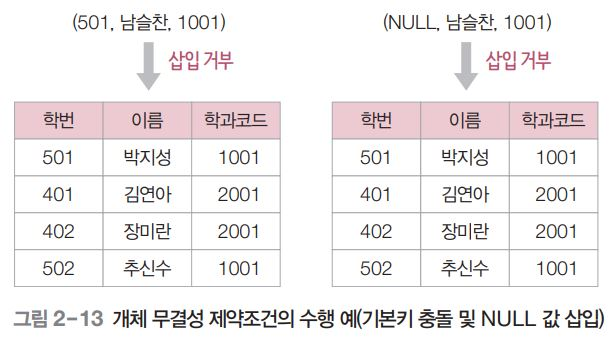 (501, 남슬찬, 1001)
삽입 거부
학번 이름 학과코드
501 박지성 1001
401 김연아 2001
402 장미란 2001
502 추신수 1001
(NULL, 남슬찬, 1001)
삽입 거부
학번 이름 학과코드
501 박지성 1001
401 김연아 2001
402 장미란 2001
502 추신수 1001
그림 2-13 개체 무결성 제약조건의 수행 예(기본키 충돌 및 NULL 값 삽입)